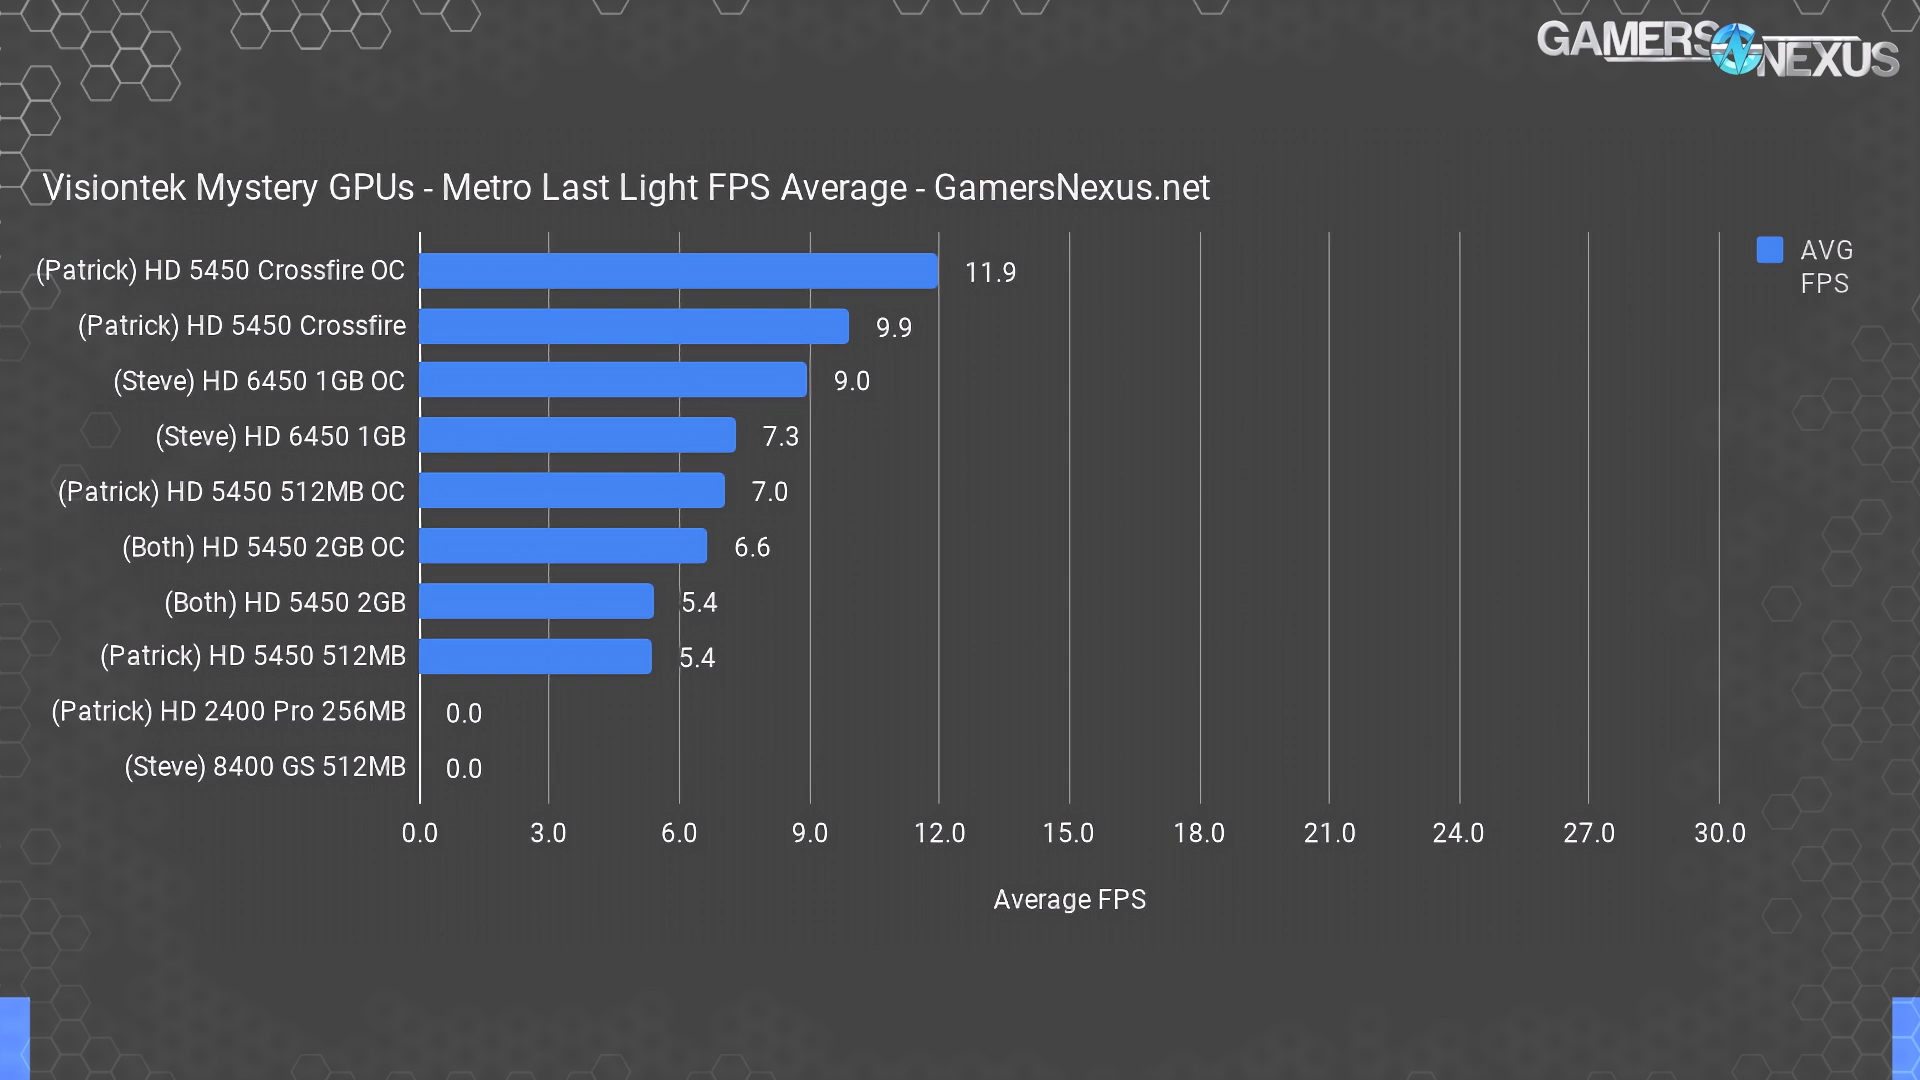 GAMERS NEXUS
Visiontek Mystery GPUs - Metro Last Light FPS Average - GamersNexus.net
(Patrick) HD 5450 Crossfire OC 11.9
(Patrick) HD 5450 Crossfire 9.9
(Steve) HD 6450 1GB OC 9.0
(Steve) HD 6450 1GB 7.3
(Patrick) HD 5450 512MB OC 7.0
(Both) HD 5450 2GB OC 6.6
(Both) HD 5450 2GB 5.4
(Patrick) HD 5450 512MB 5.4
(Patrick) HD 2400 Pro 256MB 0.0
(Steve) 8400 GS 512MB 0.0
0.0 3.0 6.0 9.0 12.0 15.0 18.0 21.0 24.0 27.0 30.0
Average FPS
AVG
FPS